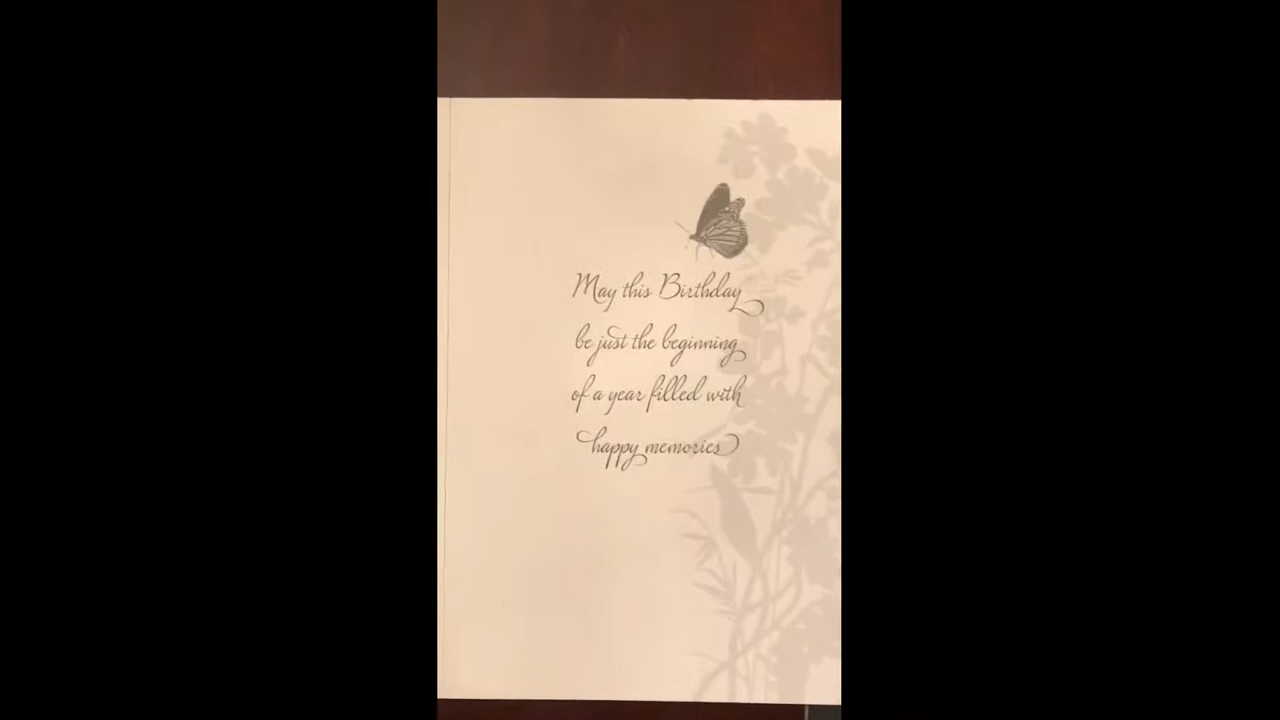 May this Birthday
be just the beginning
of a year filled with
happy memories